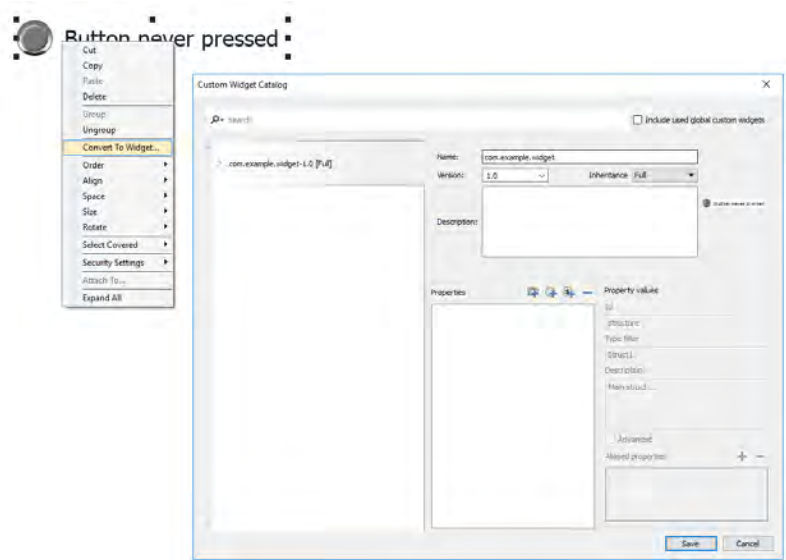 Button never pressed
Cut
Copy
Paste
Delete
Group
Ungroup
Convert To Widget...
Order
Align
Space
Size
Rotate
Select Covered
Security Settings
Attach To...
Expand All
Custom Widget Catalog
search
Include used global custom widgets
com.example.widget-1.0 [Full]
Name: com.example.widget
Version: 1.0 Inheritance Full
Button never pressed
Description:
Properties
Property values
Id
structure
Type filter
Struct1
Description:
Main struct ...
Advanced
Aliased properties
Save Cancel